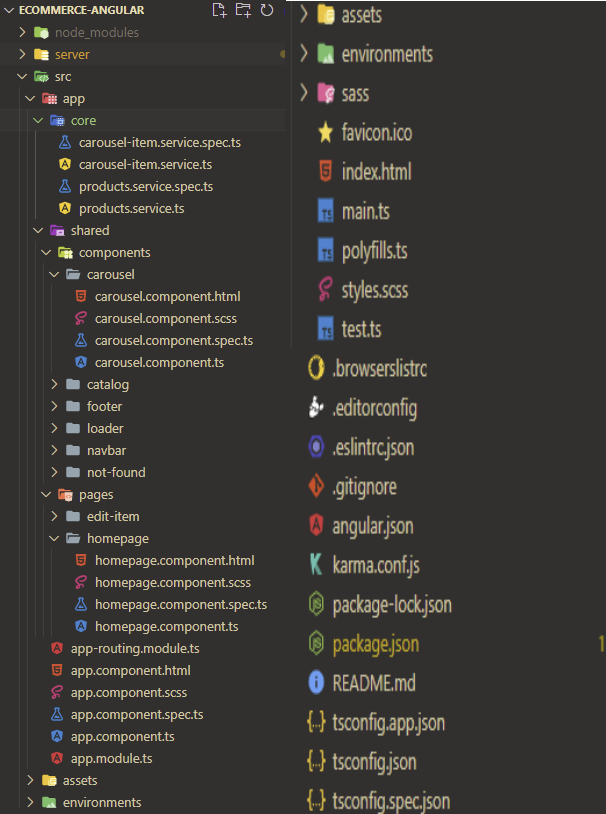 ECOMMERCE-ANGULAR
node_modules
server
src
app
core
carousel-item.service.spec.ts
carousel-item.service.ts
products.service.spec.ts
products.service.ts
shared
components
carousel
carousel.component.html
carousel.component.scss
carousel.component.spec.ts
carousel.component.ts
catalog
footer
loader
navbar
not-found
pages
edit-item
homepage
homepage.component.html
homepage.component.scss
homepage.component.spec.ts
homepage.component.ts
app-routing.module.ts
app.component.html
app.component.scss
app.component.spec.ts
app.component.ts
app.module.ts
assets
environments
assets
environments
sass
favicon.ico
index.html
main.ts
polyfills.ts
styles.scss
test.ts
.browserslistrc
.editorconfig
.eslintrc.json
.gitignore
angular.json
karma.conf.js
package-lock.json
package.json 1
README.md
tsconfig.app.json
tsconfig.json
tsconfig.spec.json